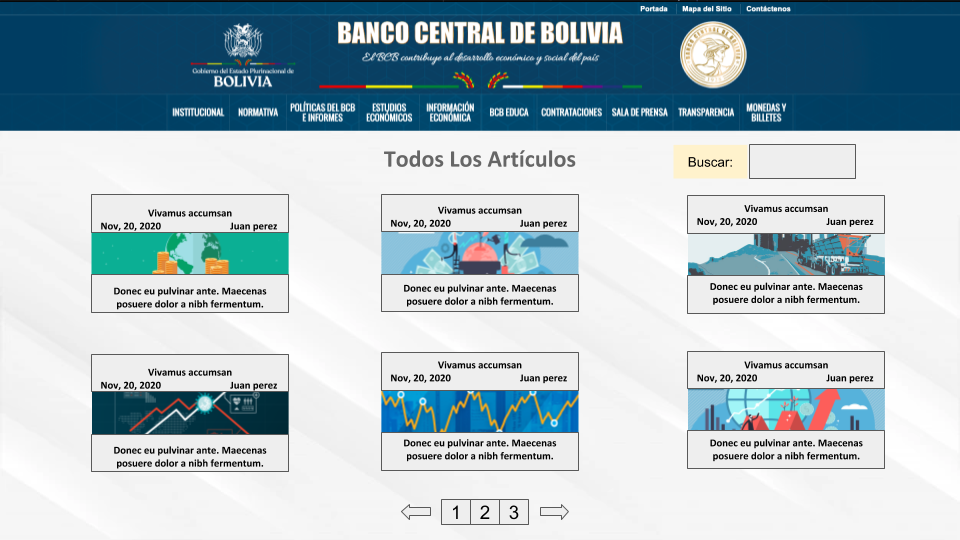 Portada Mapa del Sitio Contáctenos
BANCO CENTRAL DE BOLIVIA
El BCB contribuye al desarrollo económico y social del país
Gobierno del Estado Plurinacional de
BOLIVIA
BANCO CENTRAL DE BOLIVIA
INSTITUCIONAL NORMATIVA POLÍTICAS DEL BCB E INFORMES ESTUDIOS ECONÓMICOS INFORMACIÓN ECONÓMICA BCB EDUCA CONTRATACIONES SALA DE PRENSA TRANSPARENCIA MONEDAS Y BILLETES
Todos Los Artículos
Buscar:
Vivamus accumsan
Nov, 20, 2020 Juan perez
Donec eu pulvinar ante. Maecenas
posuere dolor a nibh fermentum.
Vivamus accumsan
Nov, 20, 2020 Juan perez
Donec eu pulvinar ante. Maecenas
posuere dolor a nibh fermentum.
Vivamus accumsan
Nov, 20, 2020 Juan perez
Donec eu pulvinar ante. Maecenas
posuere dolor a nibh fermentum.
Vivamus accumsan
Nov, 20, 2020 Juan perez
Donec eu pulvinar ante. Maecenas
posuere dolor a nibh fermentum.
Vivamus accumsan
Nov, 20, 2020 Juan perez
Donec eu pulvinar ante. Maecenas
posuere dolor a nibh fermentum.
Vivamus accumsan
Nov, 20, 2020 Juan perez
Donec eu pulvinar ante. Maecenas
posuere dolor a nibh fermentum.
1 2 3